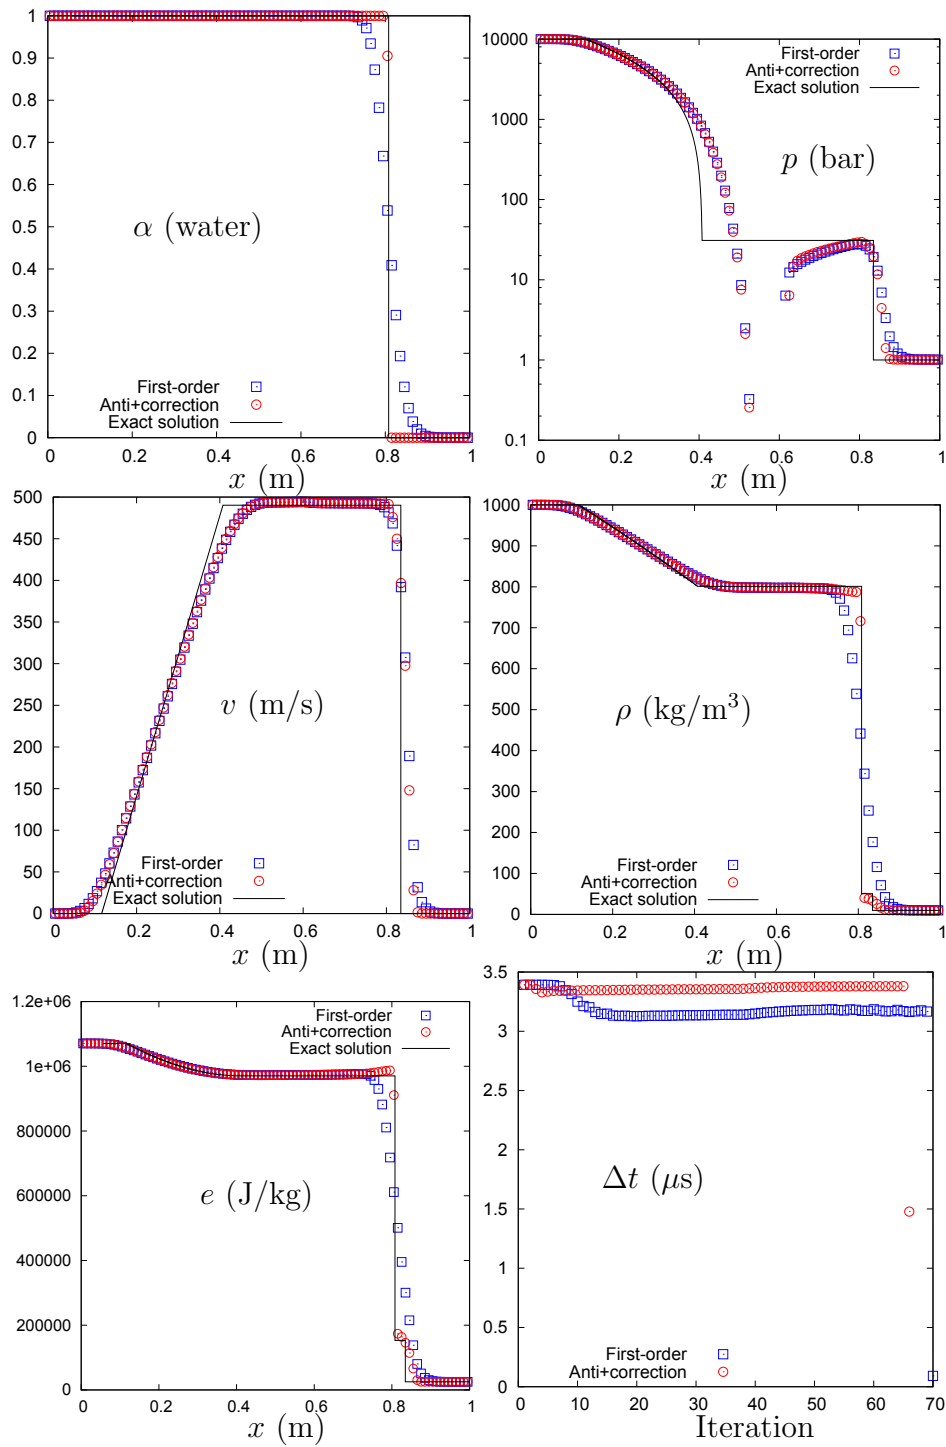 1
0.9
0.8
0.7
0.6
0.5
0.4
0.3
0.2
0.1
0
α (water)
First-order
Anti+correction
Exact solution
0 0.2 0.4 0.6 0.8 1
x (m)
10000
1000
100
10
1
0.1
First-order
Anti+correction
Exact solution
p (bar)
0 0.2 0.4 0.6 0.8 1
x (m)
500
450
400
350
300
250
200
150
100
50
0
v (m/s)
First-order
Anti+correction
Exact solution
0 0.2 0.4 0.6 0.8 1
x (m)
1000
900
800
700
600
500
400
300
200
100
0
ρ (kg/m³)
First-order
Anti+correction
Exact solution
0 0.2 0.4 0.6 0.8 1
x (m)
1.2e+06
1e+06
800000
600000
400000
200000
0
First-order
Anti+correction
Exact solution
e (J/kg)
0 0.2 0.4 0.6 0.8 1
x (m)
3.5
3
2.5
2
1.5
1
0.5
0
Δt (μs)
First-order
Anti+correction
0 10 20 30 40 50 60 70
Iteration